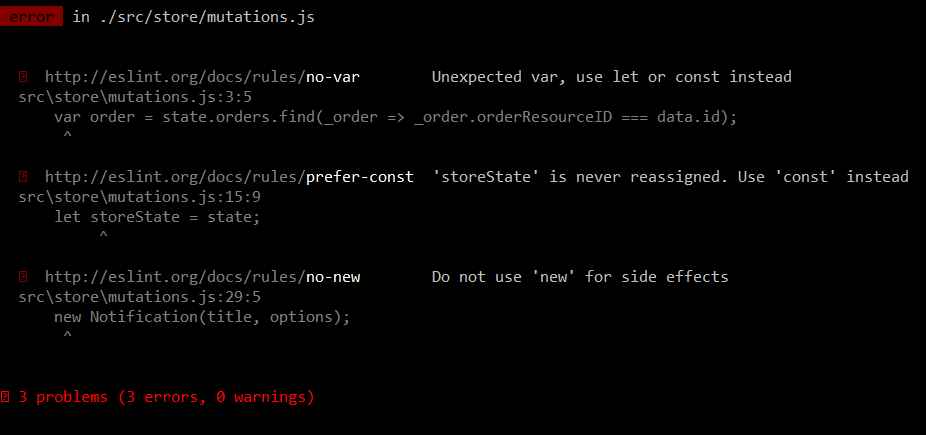 error in ./src/store/mutations.js
http://eslint.org/docs/rules/no-var Unexpected var, use let or const instead
src\store\mutations.js:3:5
var order = state.orders.find(_order => _order.orderResourceID === data.id);
^
http://eslint.org/docs/rules/prefer-const 'storeState' is never reassigned. Use 'const' instead
src\store\mutations.js:15:9
let storeState = state;
^
http://eslint.org/docs/rules/no-new Do not use 'new' for side effects
src\store\mutations.js:29:5
new Notification(title, options);
^
3 problems (3 errors, 0 warnings)